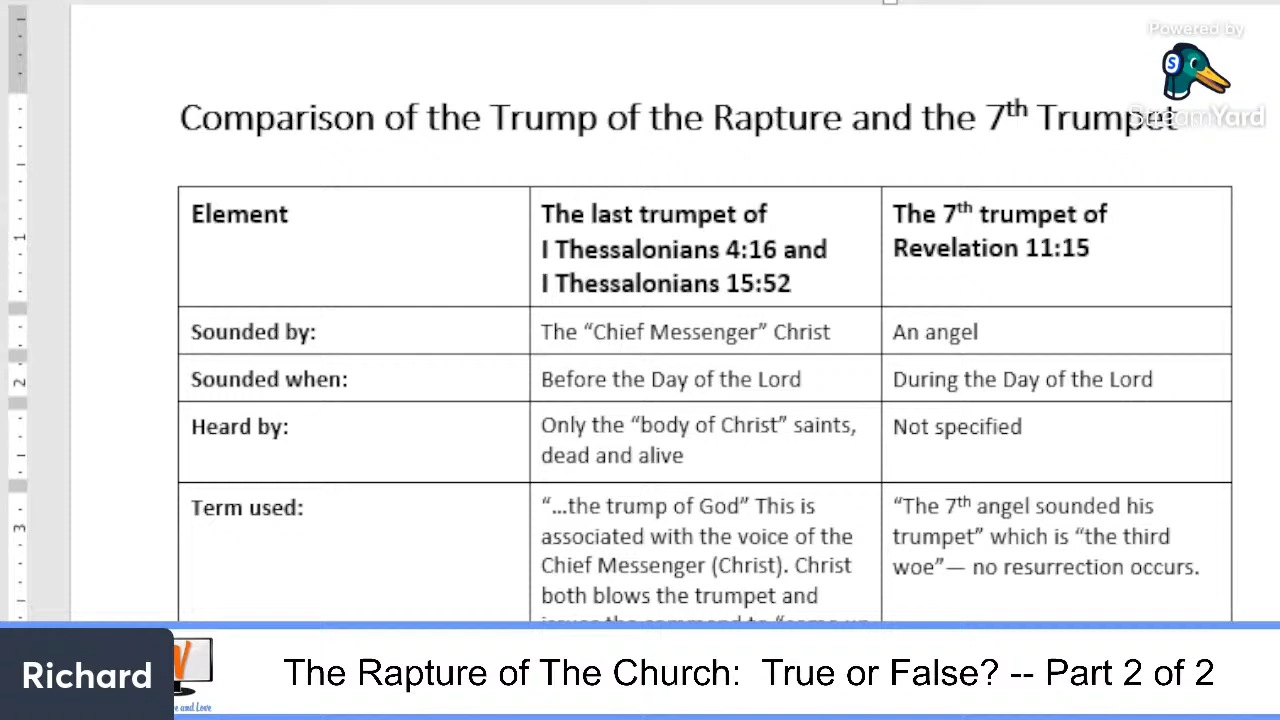 Powered by
StreamYard
Comparison of the Trump of the Rapture and the 7th Trumpet
Element
The last trumpet of
I Thessalonians 4:16 and
I Thessalonians 15:52
The 7th trumpet of
Revelation 11:15
Sounded by:
The “Chief Messenger” Christ
An angel
Sounded when:
Before the Day of the Lord
During the Day of the Lord
Heard by:
Only the “body of Christ” saints,
dead and alive
Not specified
Term used:
“…the trump of God” This is
associated with the voice of the
Chief Messenger (Christ). Christ
both blows the trumpet and
“The 7th angel sounded his
trumpet” which is “the third
woe”— no resurrection occurs.
1
2
3
Richard
e and Love
The Rapture of The Church:  True or False? -- Part 2 of 2